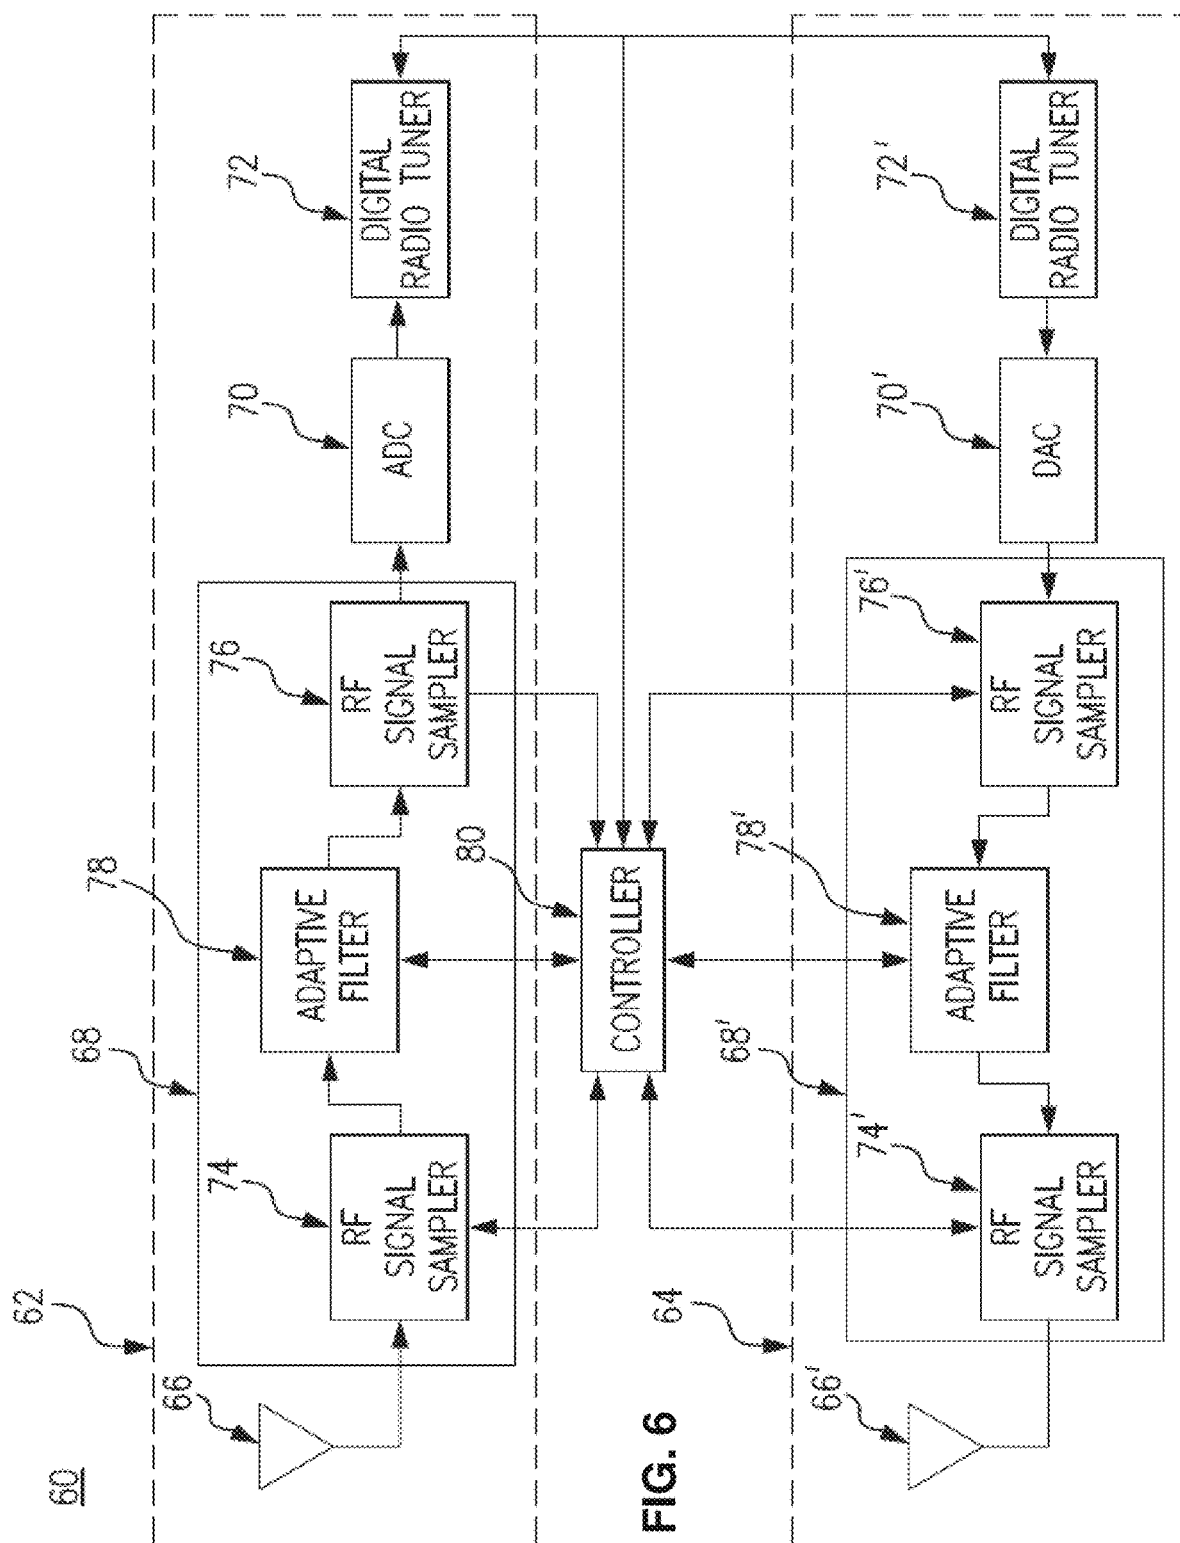 60
62
66
68
74
RF
SIGNAL
SAMPLER
78
ADAPTIVE
FILTER
76
RF
SIGNAL
SAMPLER
70
ADC
72
DIGITAL
RADIO TUNER
80
CONTROLLER
64
66'
68'
74'
RF
SIGNAL
SAMPLER
78'
ADAPTIVE
FILTER
76'
RF
SIGNAL
SAMPLER
70'
DAC
72'
DIGITAL
RADIO TUNER
FIG. 6